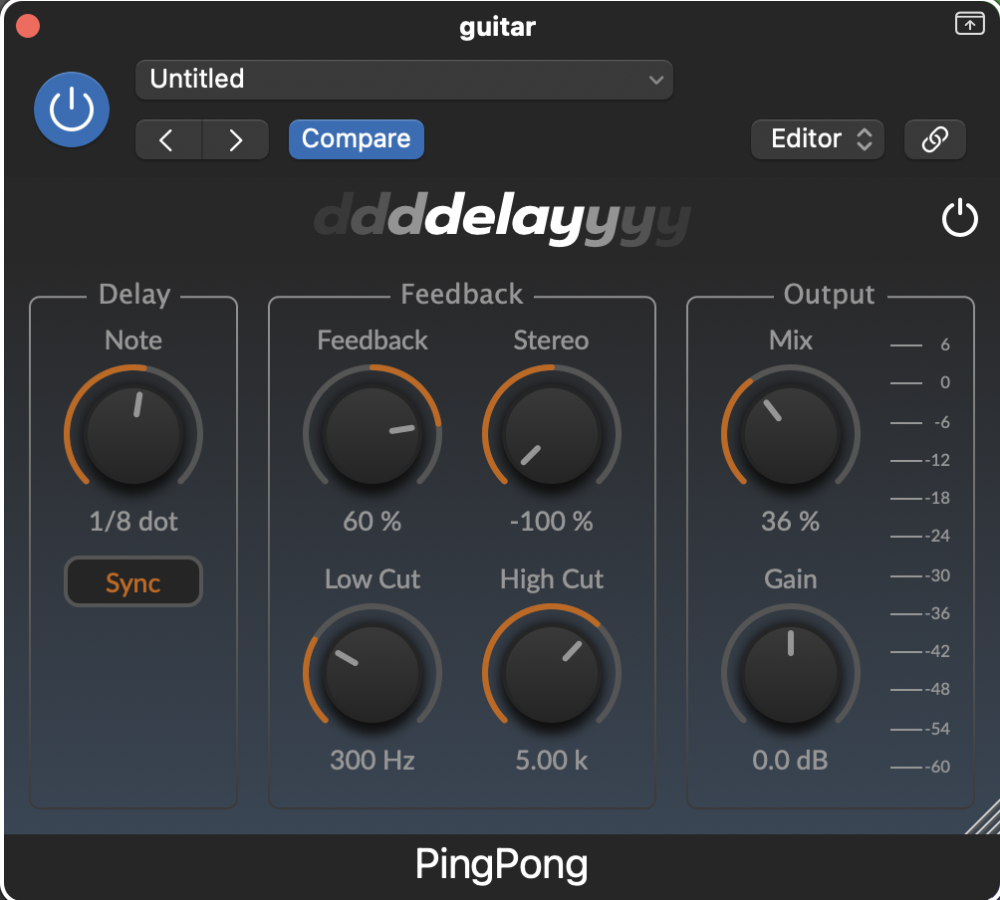 guitar
Untitled
Compare
Editor
ddddelayyyy
Delay
Feedback
Output
Note
Feedback
Stereo
Mix
1/8 dot
60 %
-100 %
36 %
Sync
Low Cut
High Cut
Gain
300 Hz
5.00 k
0.0 dB
6
0
-6
-12
-18
-24
-30
-36
-42
-48
-54
-60
PingPong